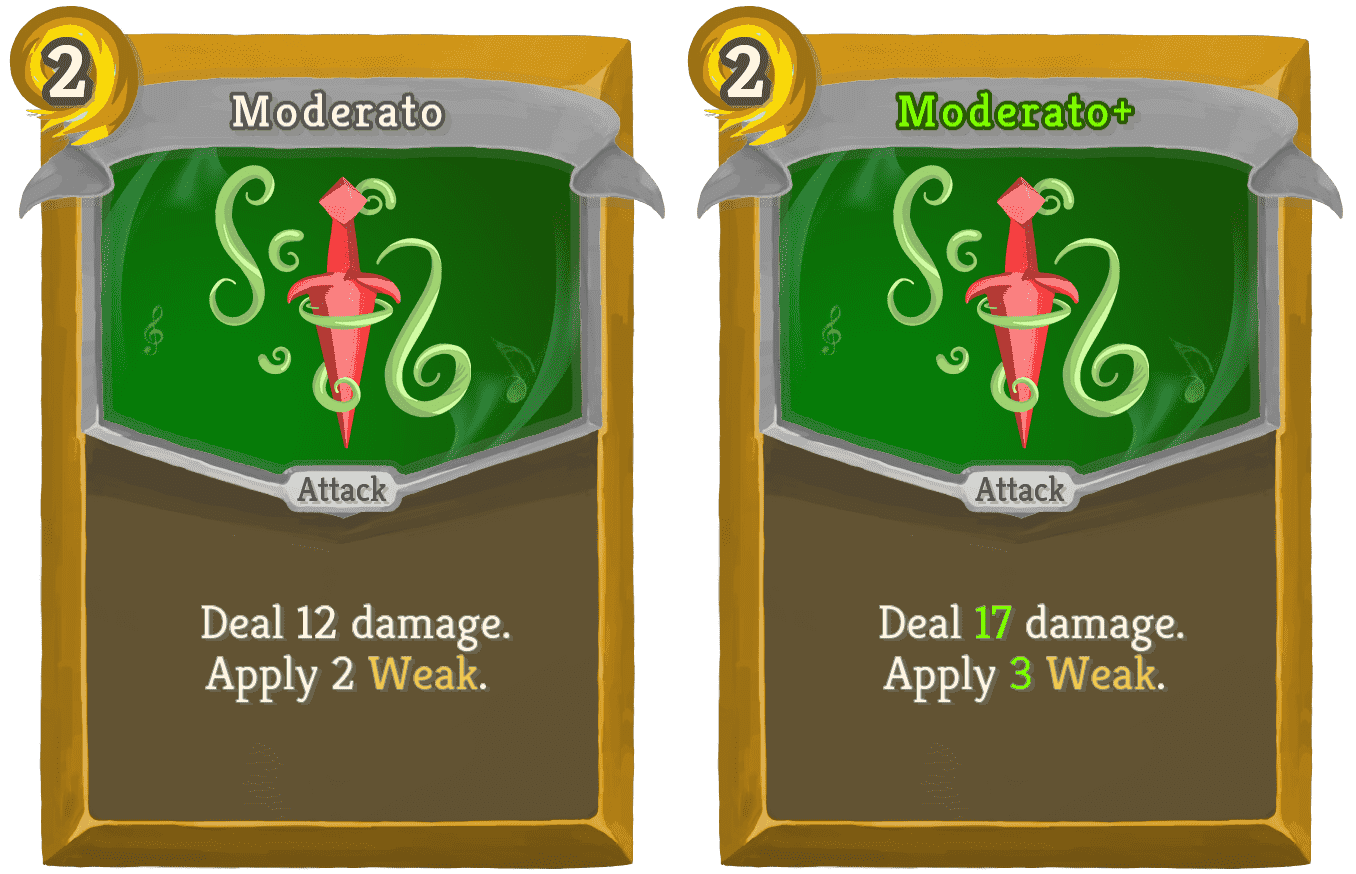 2
Moderato
Attack
Deal 12 damage.
Apply 2 Weak.
2
Moderato+
Attack
Deal 17 damage.
Apply 3 Weak.